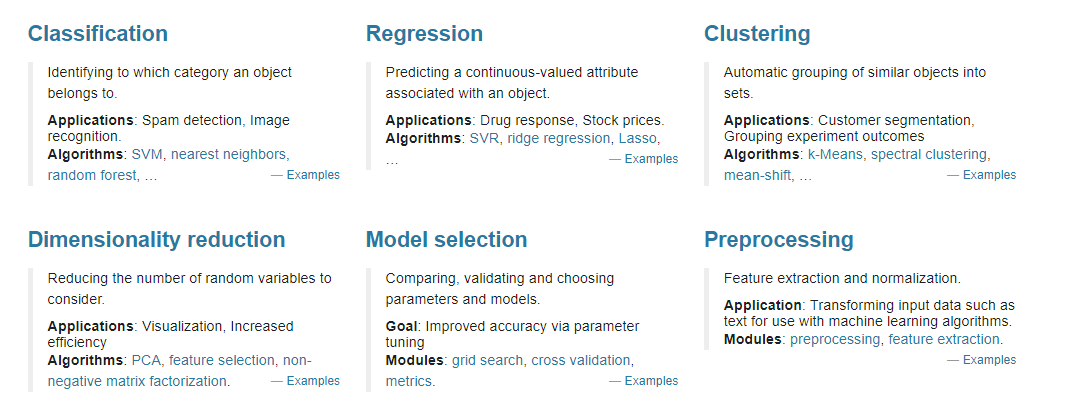 Classification
Identifying to which category an object
belongs to.
Applications: Spam detection, Image
recognition.
Algorithms: SVM, nearest neighbors,
random forest, ... — Examples
Regression
Predicting a continuous-valued attribute
associated with an object.
Applications: Drug response, Stock prices.
Algorithms: SVR, ridge regression, Lasso,
... — Examples
Clustering
Automatic grouping of similar objects into
sets.
Applications: Customer segmentation,
Grouping experiment outcomes
Algorithms: k-Means, spectral clustering,
mean-shift, ... — Examples
Dimensionality reduction
Reducing the number of random variables to
consider.
Applications: Visualization, Increased
efficiency
Algorithms: PCA, feature selection, non-
negative matrix factorization. — Examples
Model selection
Comparing, validating and choosing
parameters and models.
Goal: Improved accuracy via parameter
tuning
Modules: grid search, cross validation,
metrics. — Examples
Preprocessing
Feature extraction and normalization.
Application: Transforming input data such as
text for use with machine learning algorithms.
Modules: preprocessing, feature extraction.
— Examples